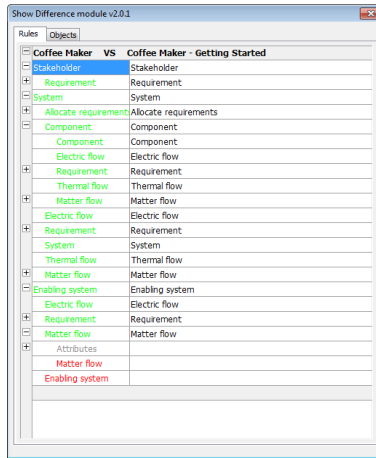 Show Difference module v2.0.1
Rules Objects
Coffee Maker VS Coffee Maker - Getting Started
Stakeholder Stakeholder
Requirement Requirement
System System
Allocate requirements Allocate requirements
Component Component
Component Component
Electric flow Electric flow
Requirement Requirement
Thermal flow Thermal flow
Matter flow Matter flow
Electric flow Electric flow
Requirement Requirement
System System
Thermal flow Thermal flow
Matter flow Matter flow
Enabling system Enabling system
Electric flow Electric flow
Requirement Requirement
Matter flow Matter flow
Attributes
Matter flow
Enabling system